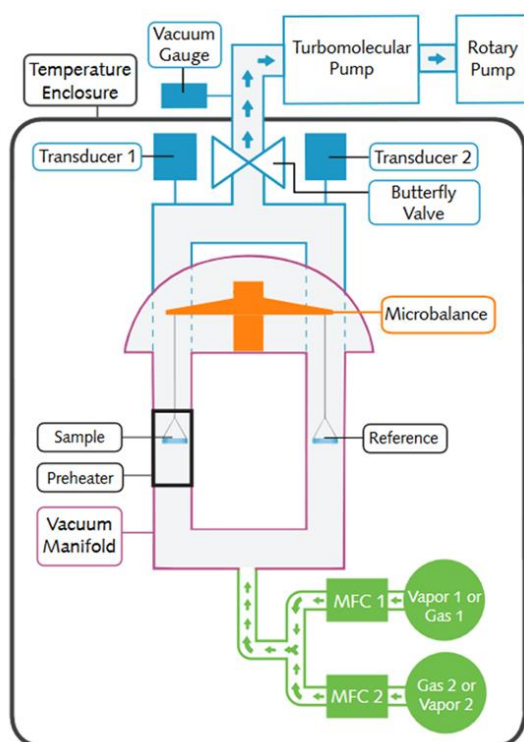 Vacuum
Gauge
Turbomolecular
Pump
Rotary
Pump
Temperature
Enclosure
Transducer 1
Transducer 2
Butterfly
Valve
Microbalance
Sample
Reference
Preheater
Vacuum
Manifold
MFC 1
Vapor 1 or
Gas 1
MFC 2
Gas 2 or
Vapor 2